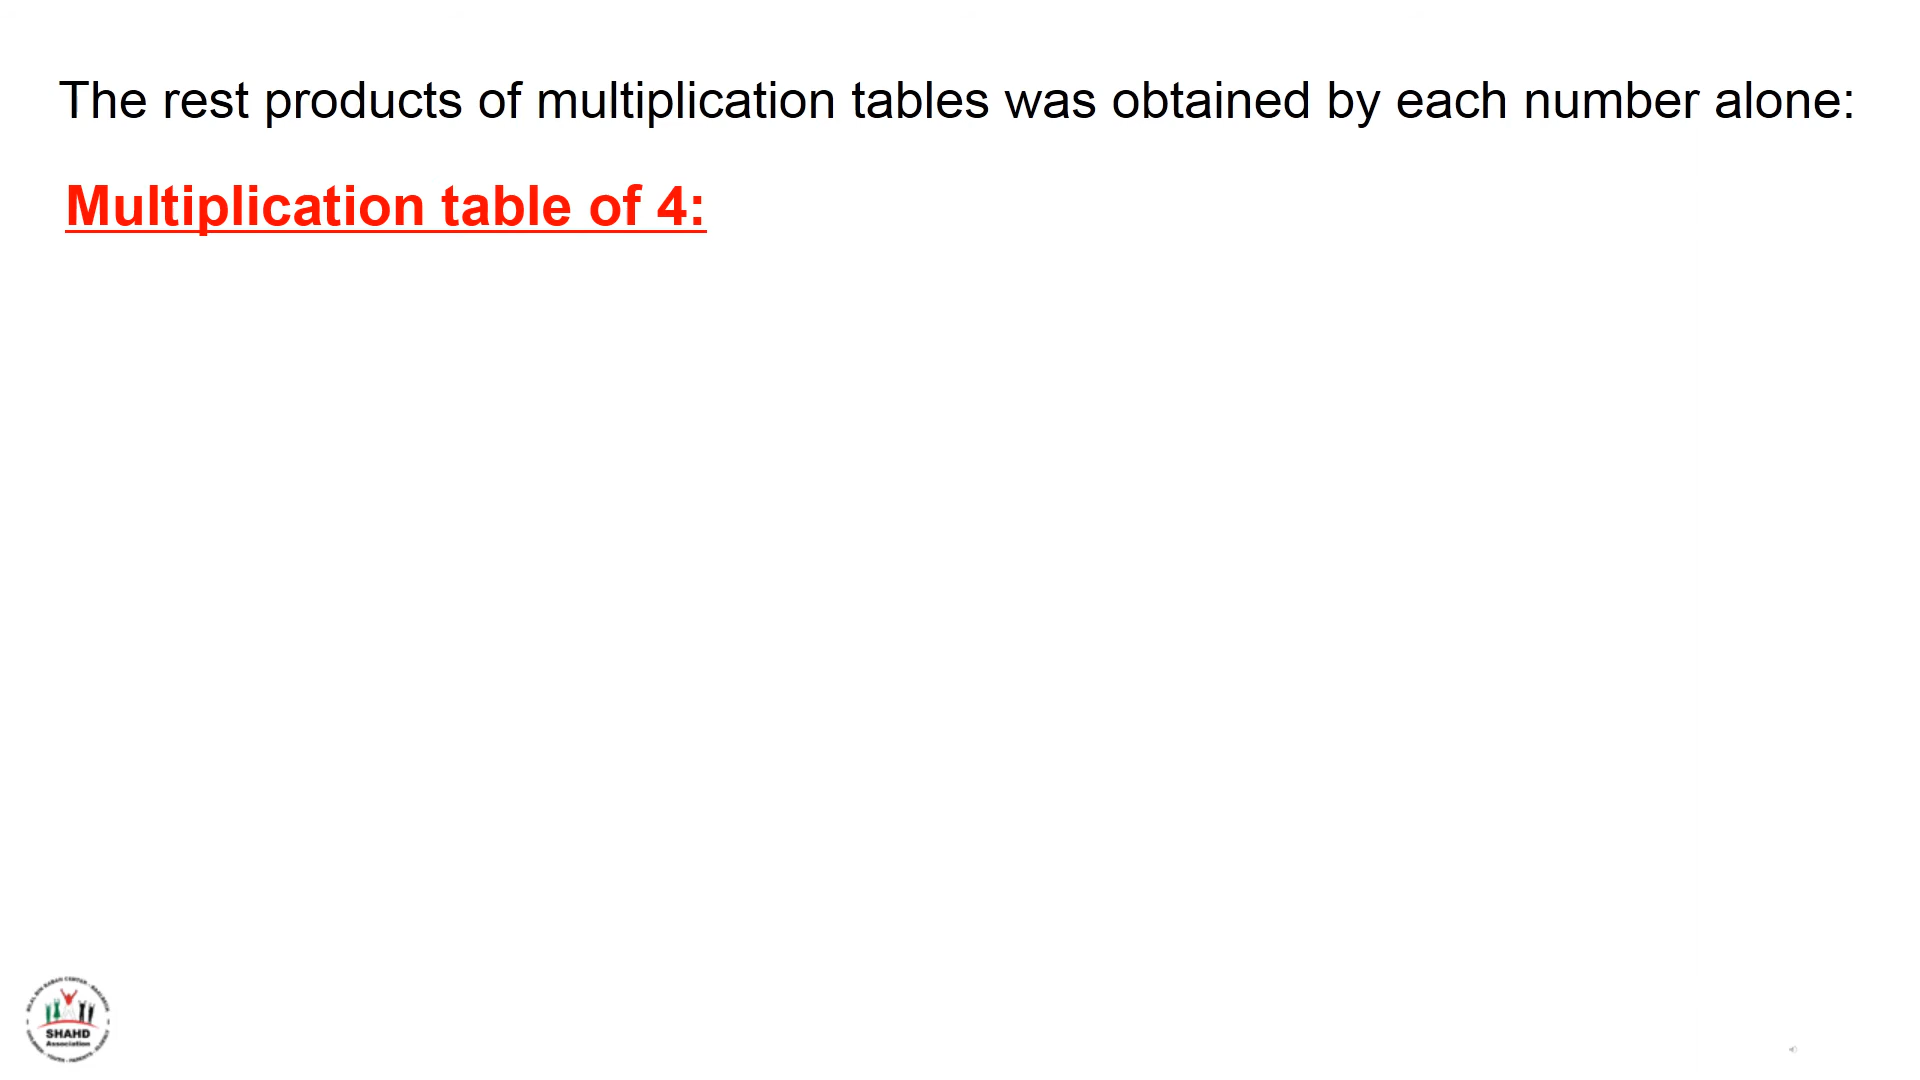 The rest products of multiplication tables was obtained by each number alone:
Multiplication table of 4:
SHAHD
Association